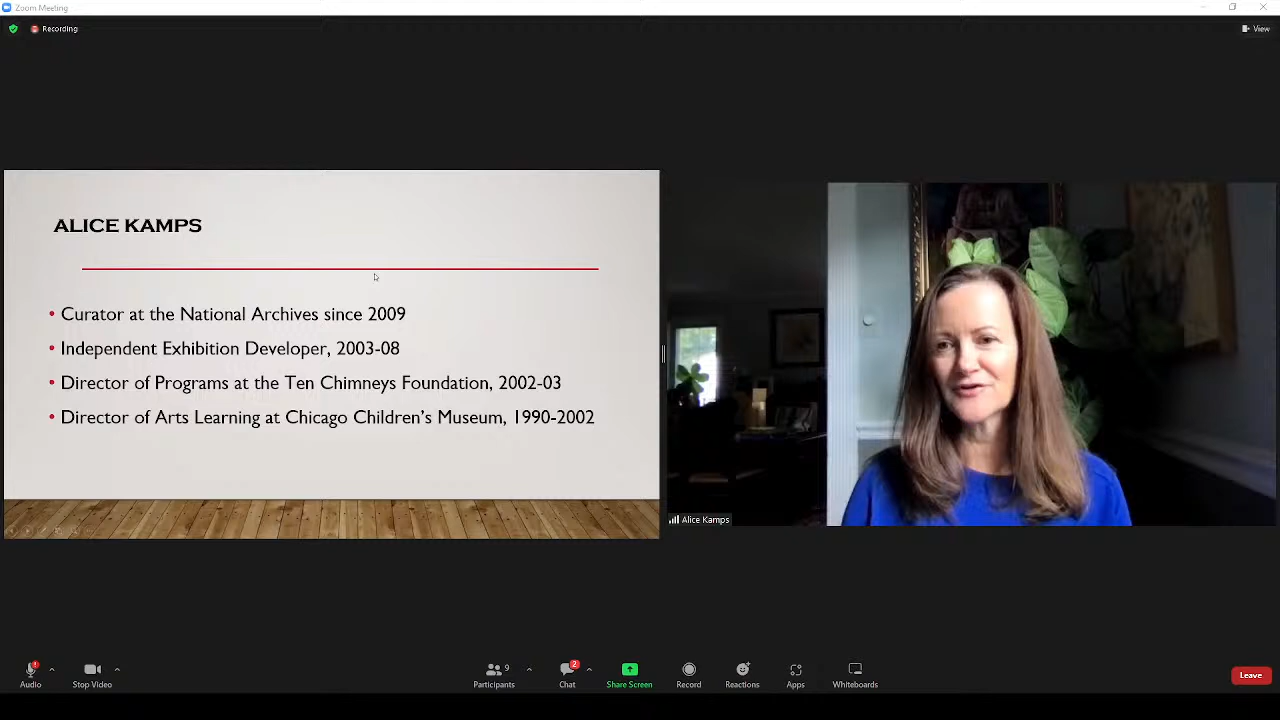 Zoom Meeting
Recording
View
ALICE KAMPS
• Curator at the National Archives since 2009
• Independent Exhibition Developer, 2003-08
• Director of Programs at the Ten Chimneys Foundation, 2002-03
• Director of Arts Learning at Chicago Children's Museum, 1990-2002
Alice Kamps
9
2
Audio
Stop Video
Participants
Chat
Share Screen
Record
Reactions
Apps
Whiteboards
Leave